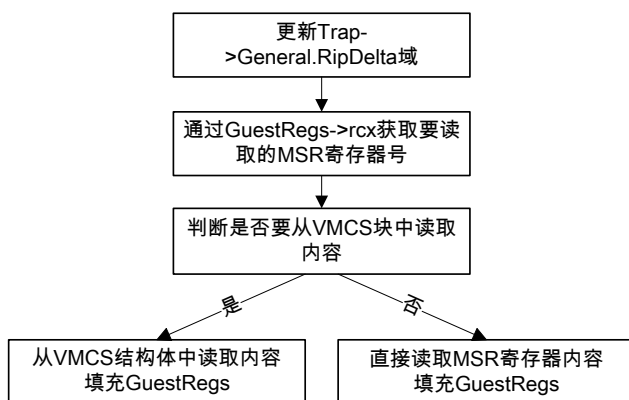 更新Trap-
>General.RipDelta域
通过GuestRegs->rcx获取要读
取的MSR寄存器号
判断是否要从VMCS块中读取
内容
是
否
从VMCS结构体中读取内容
填充GuestRegs
直接读取MSR寄存器内容
填充GuestRegs